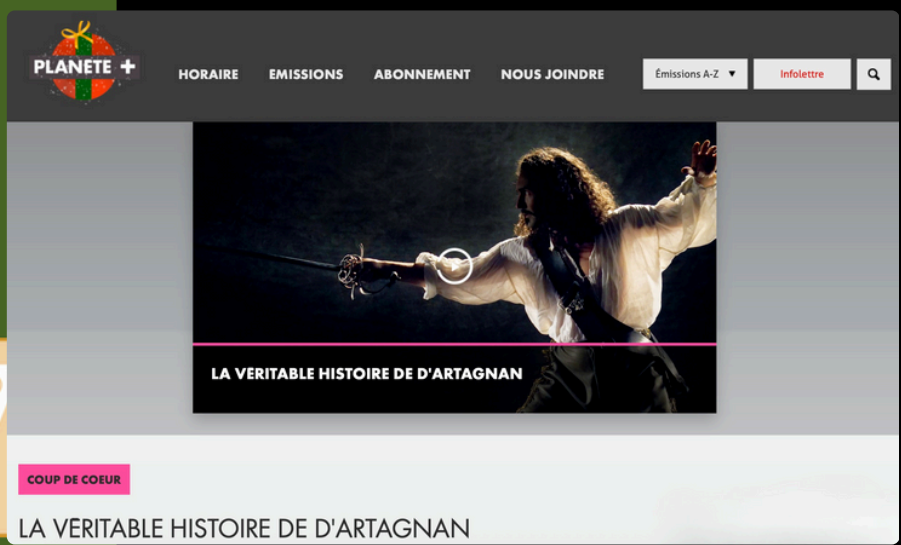 PLANETE +
HORAIRE EMISSIONS ABONNEMENT NOUS JOINDRE Émissions A-Z ▼ Infolettre
LA VERITABLE HISTOIRE DE D'ARTAGNAN
COUP DE COEUR
LA VÉRITABLE HISTOIRE DE D'ARTAGNAN